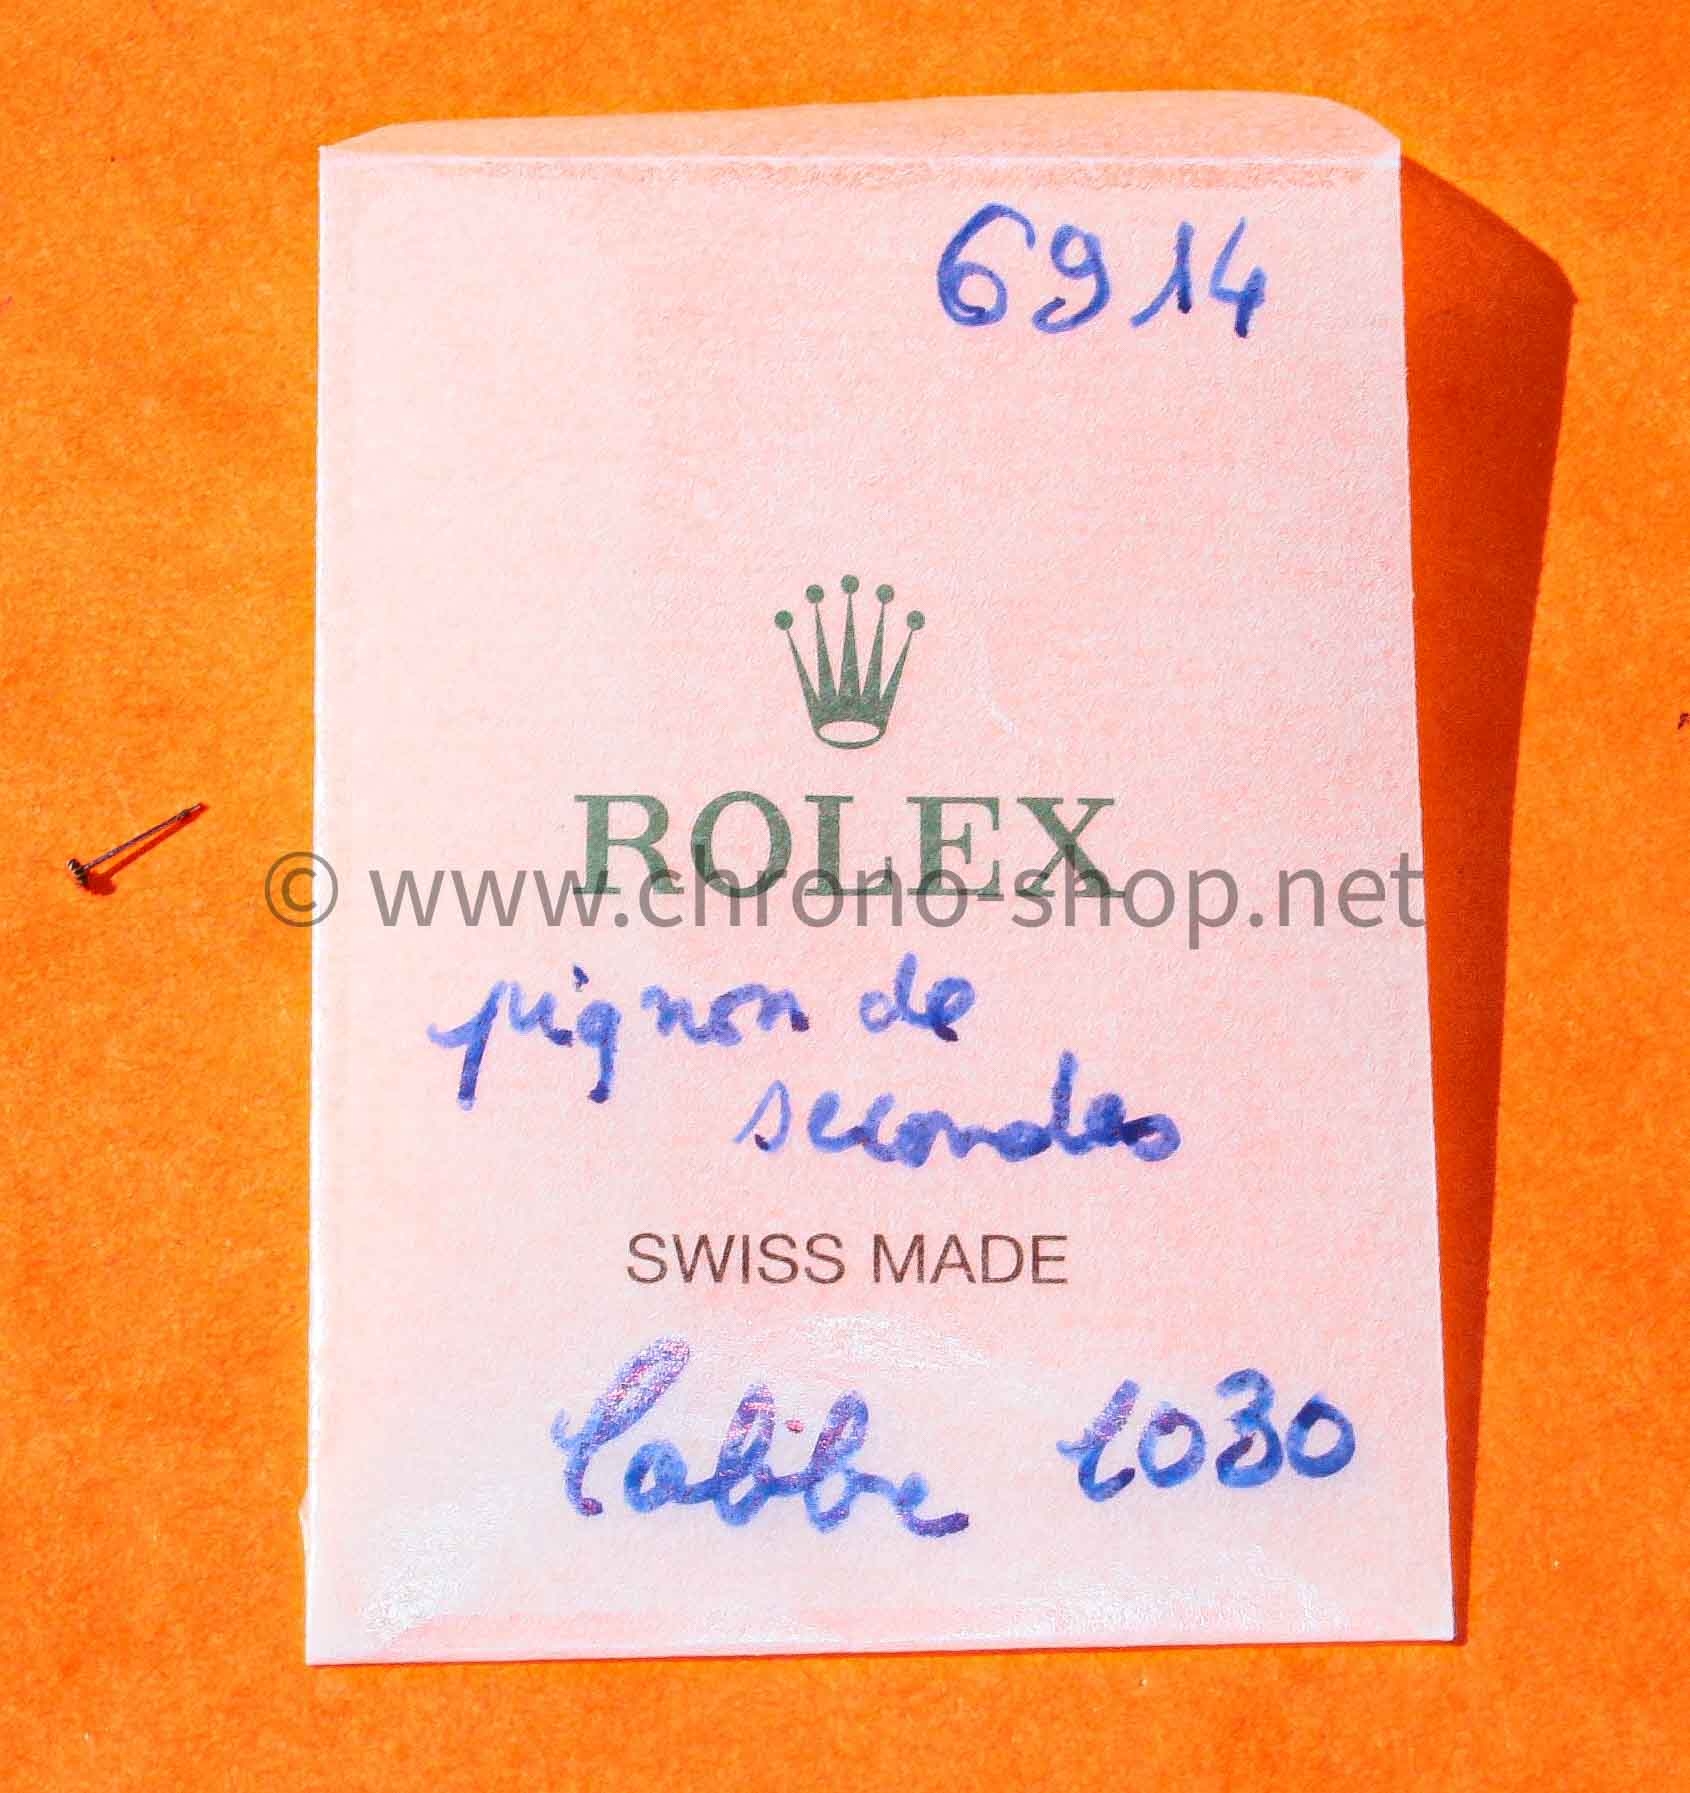 6914
ROLEX
© www.chrono-shop.net
pignon de
secondes
SWISS MADE
Calibre 1030